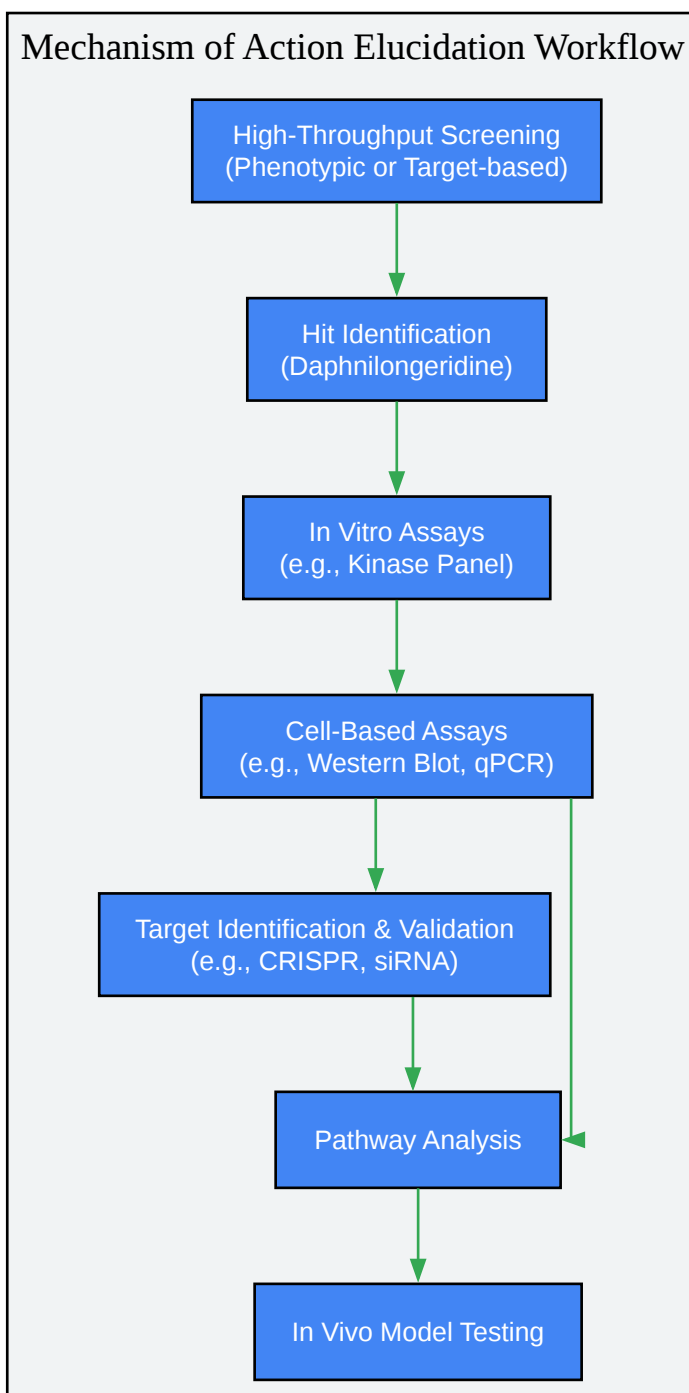 Mechanism of Action Elucidation Workflow
High-Throughput Screening
(Phenotypic or Target-based)
Hit Identification
(Daphnilongeridine)
In Vitro Assays
(e.g., Kinase Panel)
Cell-Based Assays
(e.g., Western Blot, qPCR)
Target Identification & Validation
(e.g., CRISPR, siRNA)
Pathway Analysis
In Vivo Model Testing